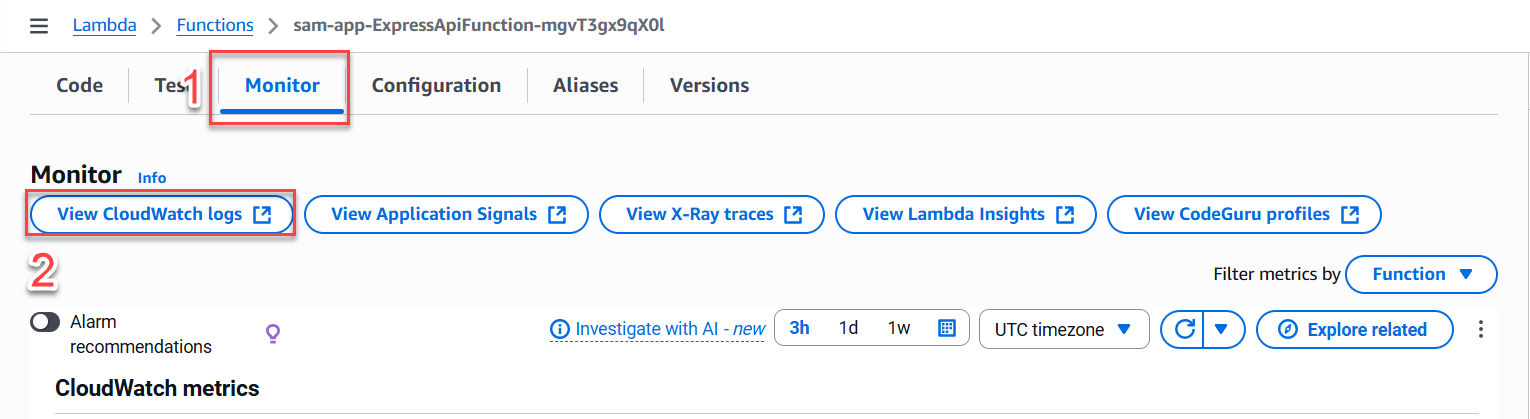 Lambda > Functions > sam-app-ExpressApiFunction-mgvT3gx9qX0l
Code Test 1 Monitor Configuration Aliases Versions
Monitor Info
View CloudWatch logs View Application Signals View X-Ray traces View Lambda Insights View CodeGuru profiles
2
Filter metrics by Function
Alarm
recommendations
Investigate with AI - new 3h 1d 1w UTC timezone Explore related
CloudWatch metrics